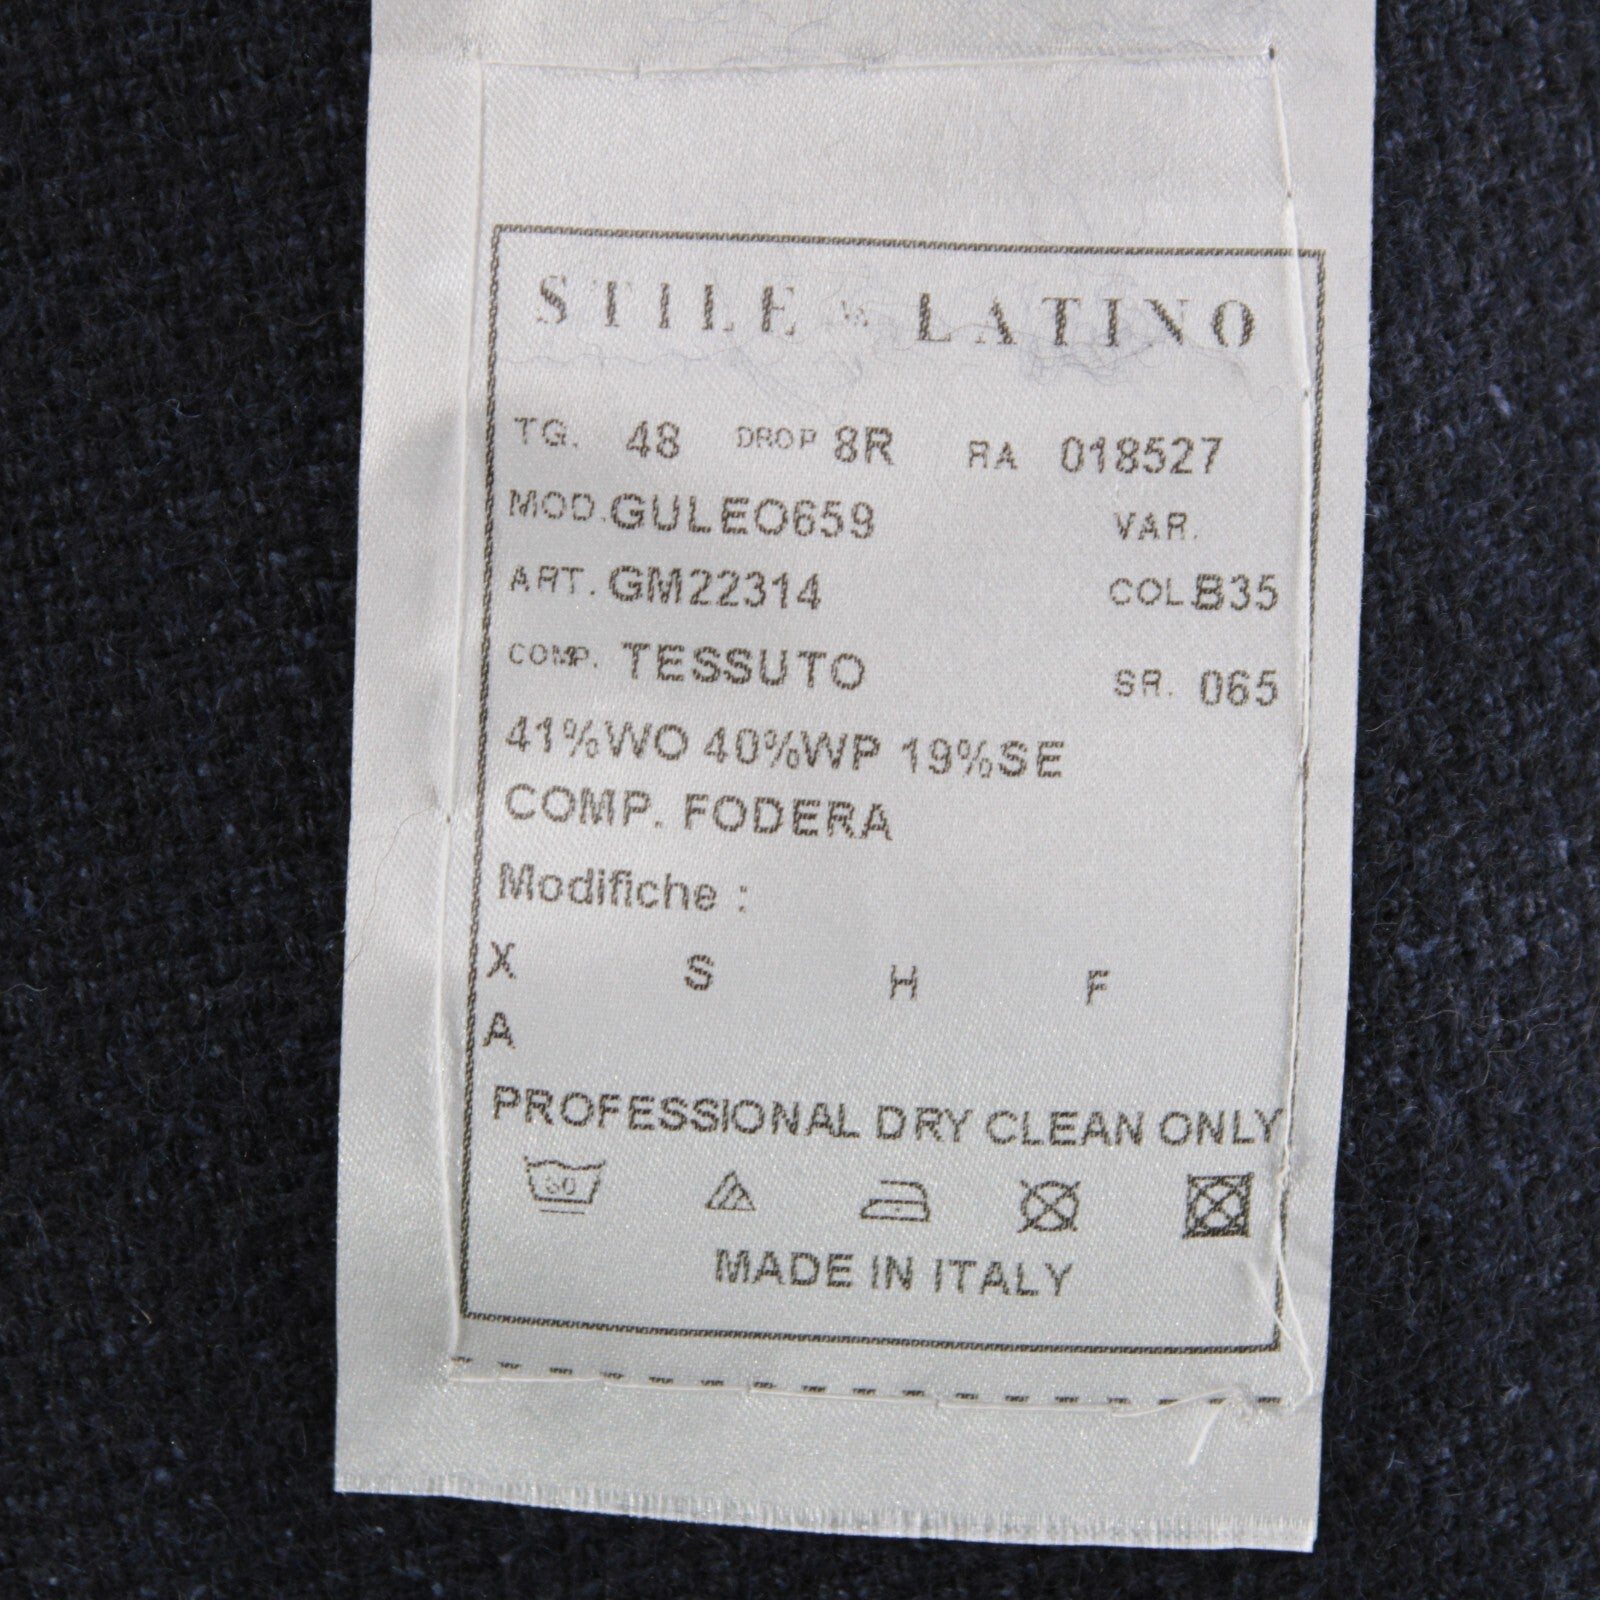 STILE LATINO
TG. 48 DROP 8R RA 018527
MOD. GULEO659 VAR.
ART. GM22314 COL. B35
COMP. TESSUTO SR. 065
41%WO 40%WP 19%SE
COMP. FODERA
Modifiche :
X S H F
A
PROFESSIONAL DRY CLEAN ONLY
30
MADE IN ITALY